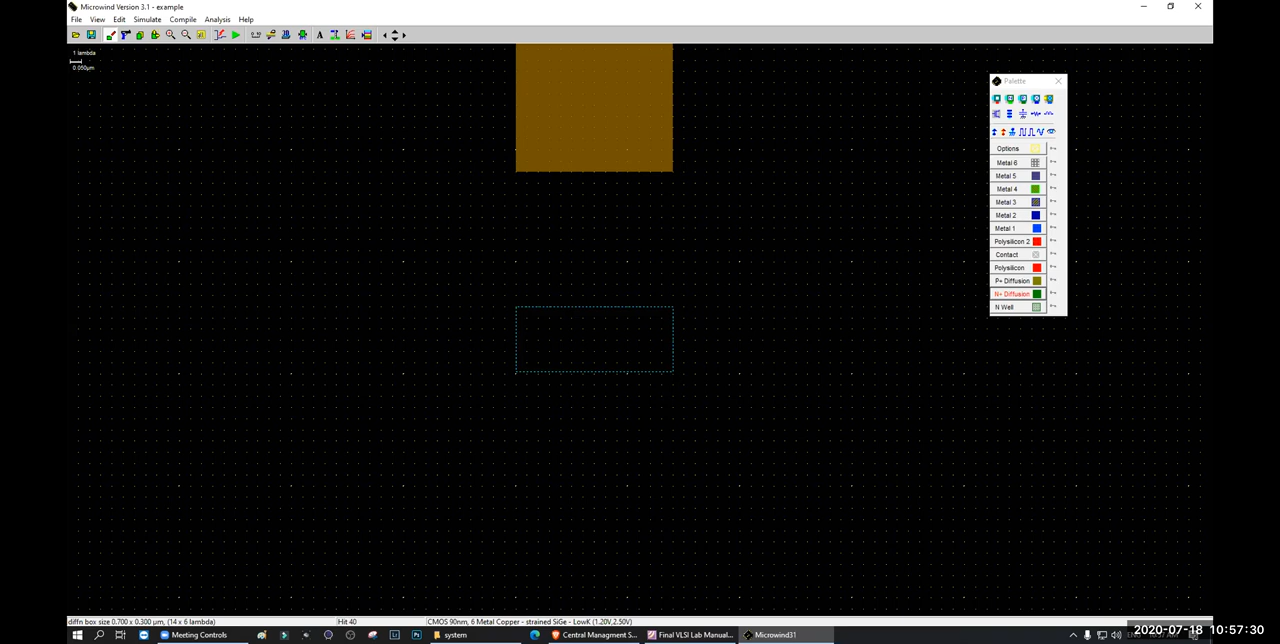 Microwind Version 3.1 - example
File View Edit Simulate Compile Analysis Help
1 lambda
0.050µm
Palette
Options
Metal 6
Metal 5
Metal 4
Metal 3
Metal 2
Metal 1
Polysilicon 2
Contact
Polysilicon
P+ Diffusion
N+ Diffusion
N Well
diffn box size 0.700 x 0.300 µm, (14 x 6 lambda) Hit 40 CMOS 90nm, 6 Metal Copper - strained SiGe - LowK (1.20V,2.50V)
Meeting Controls system Central Managment S... Final VLSI Lab Manual... Microwind31
2020-07-18 10:57:30